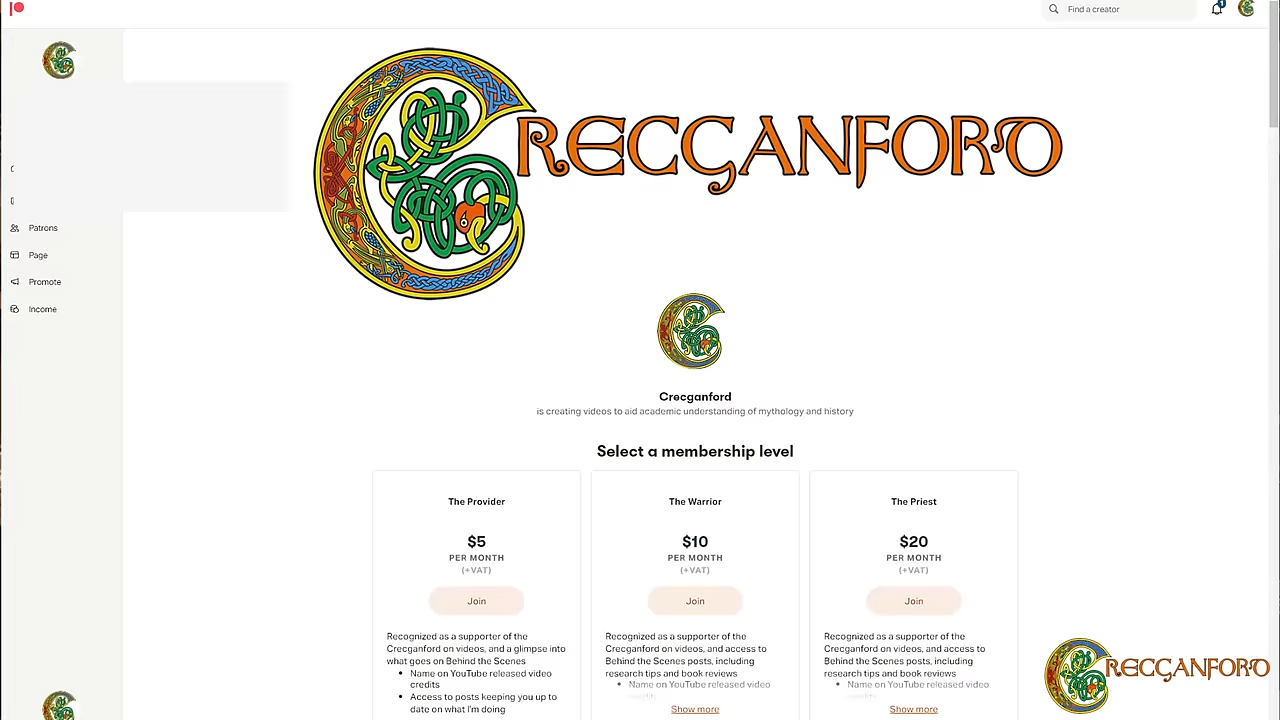 Find a creator
1
CRECGANFORD
Patrons
Page
Promote
Income
Crecganford
is creating videos to aid academic understanding of mythology and history
Select a membership level
The Provider
$5
PER MONTH
(+VAT)
Join
Recognized as a supporter of the
Crecganford on videos, and a glimpse into
what goes on Behind the Scenes
• Name on YouTube released video
credits
• Access to posts keeping you up to
date on what I'm doing
The Warrior
$10
PER MONTH
(+VAT)
Join
Recognized as a supporter of the
Crecganford on videos, and access to
Behind the Scenes posts, including
research tips and book reviews
• Name on YouTube released video
credits
Show more
The Priest
$20
PER MONTH
(+VAT)
Join
Recognized as a supporter of the
Crecganford on videos, and access to
Behind the Scenes posts, including
research tips and book reviews
• Name on YouTube released video
credits
Show more
CRECGANFORD